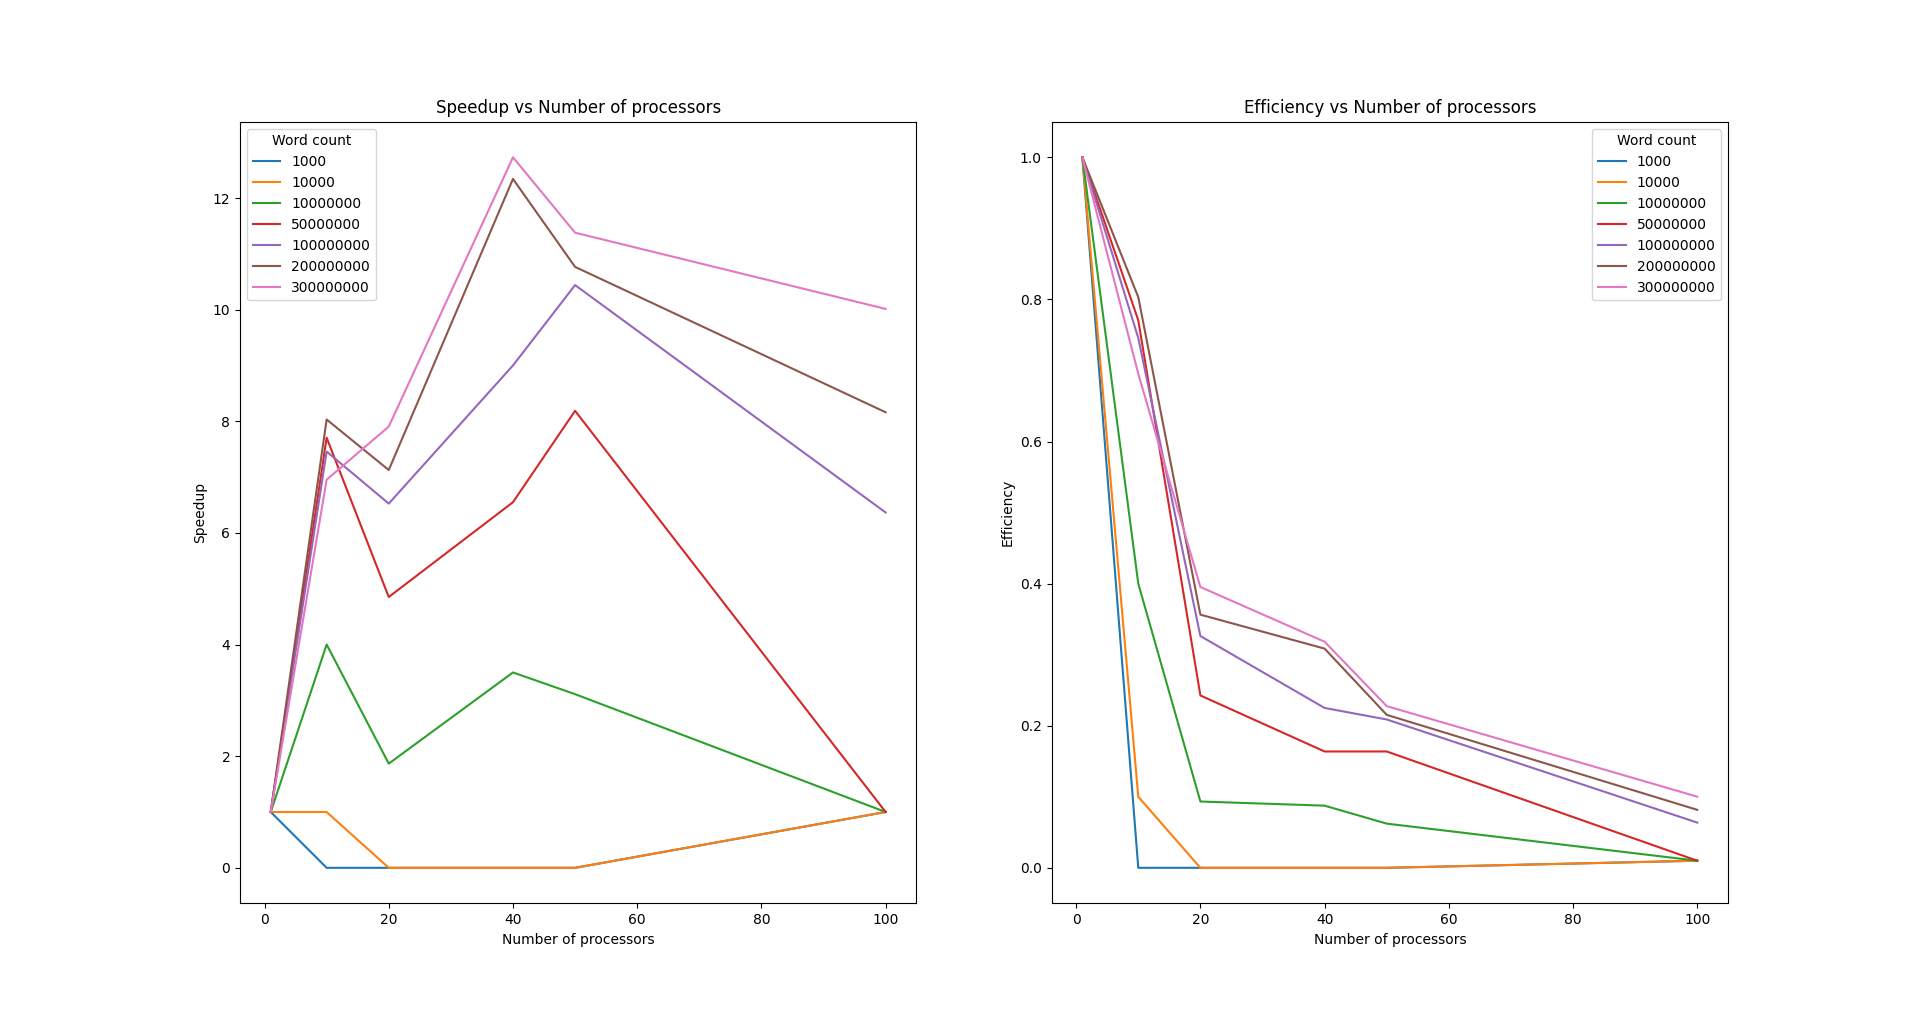 Speedup vs Number of processors
Word count
1000
10000
10000000
50000000
100000000
200000000
300000000
12
10
8
6
4
2
0
Speedup
0 20 40 60 80 100
Number of processors
Efficiency vs Number of processors
Word count
1000
10000
10000000
50000000
100000000
200000000
300000000
1.0
0.8
0.6
0.4
0.2
0.0
Efficiency
0 20 40 60 80 100
Number of processors